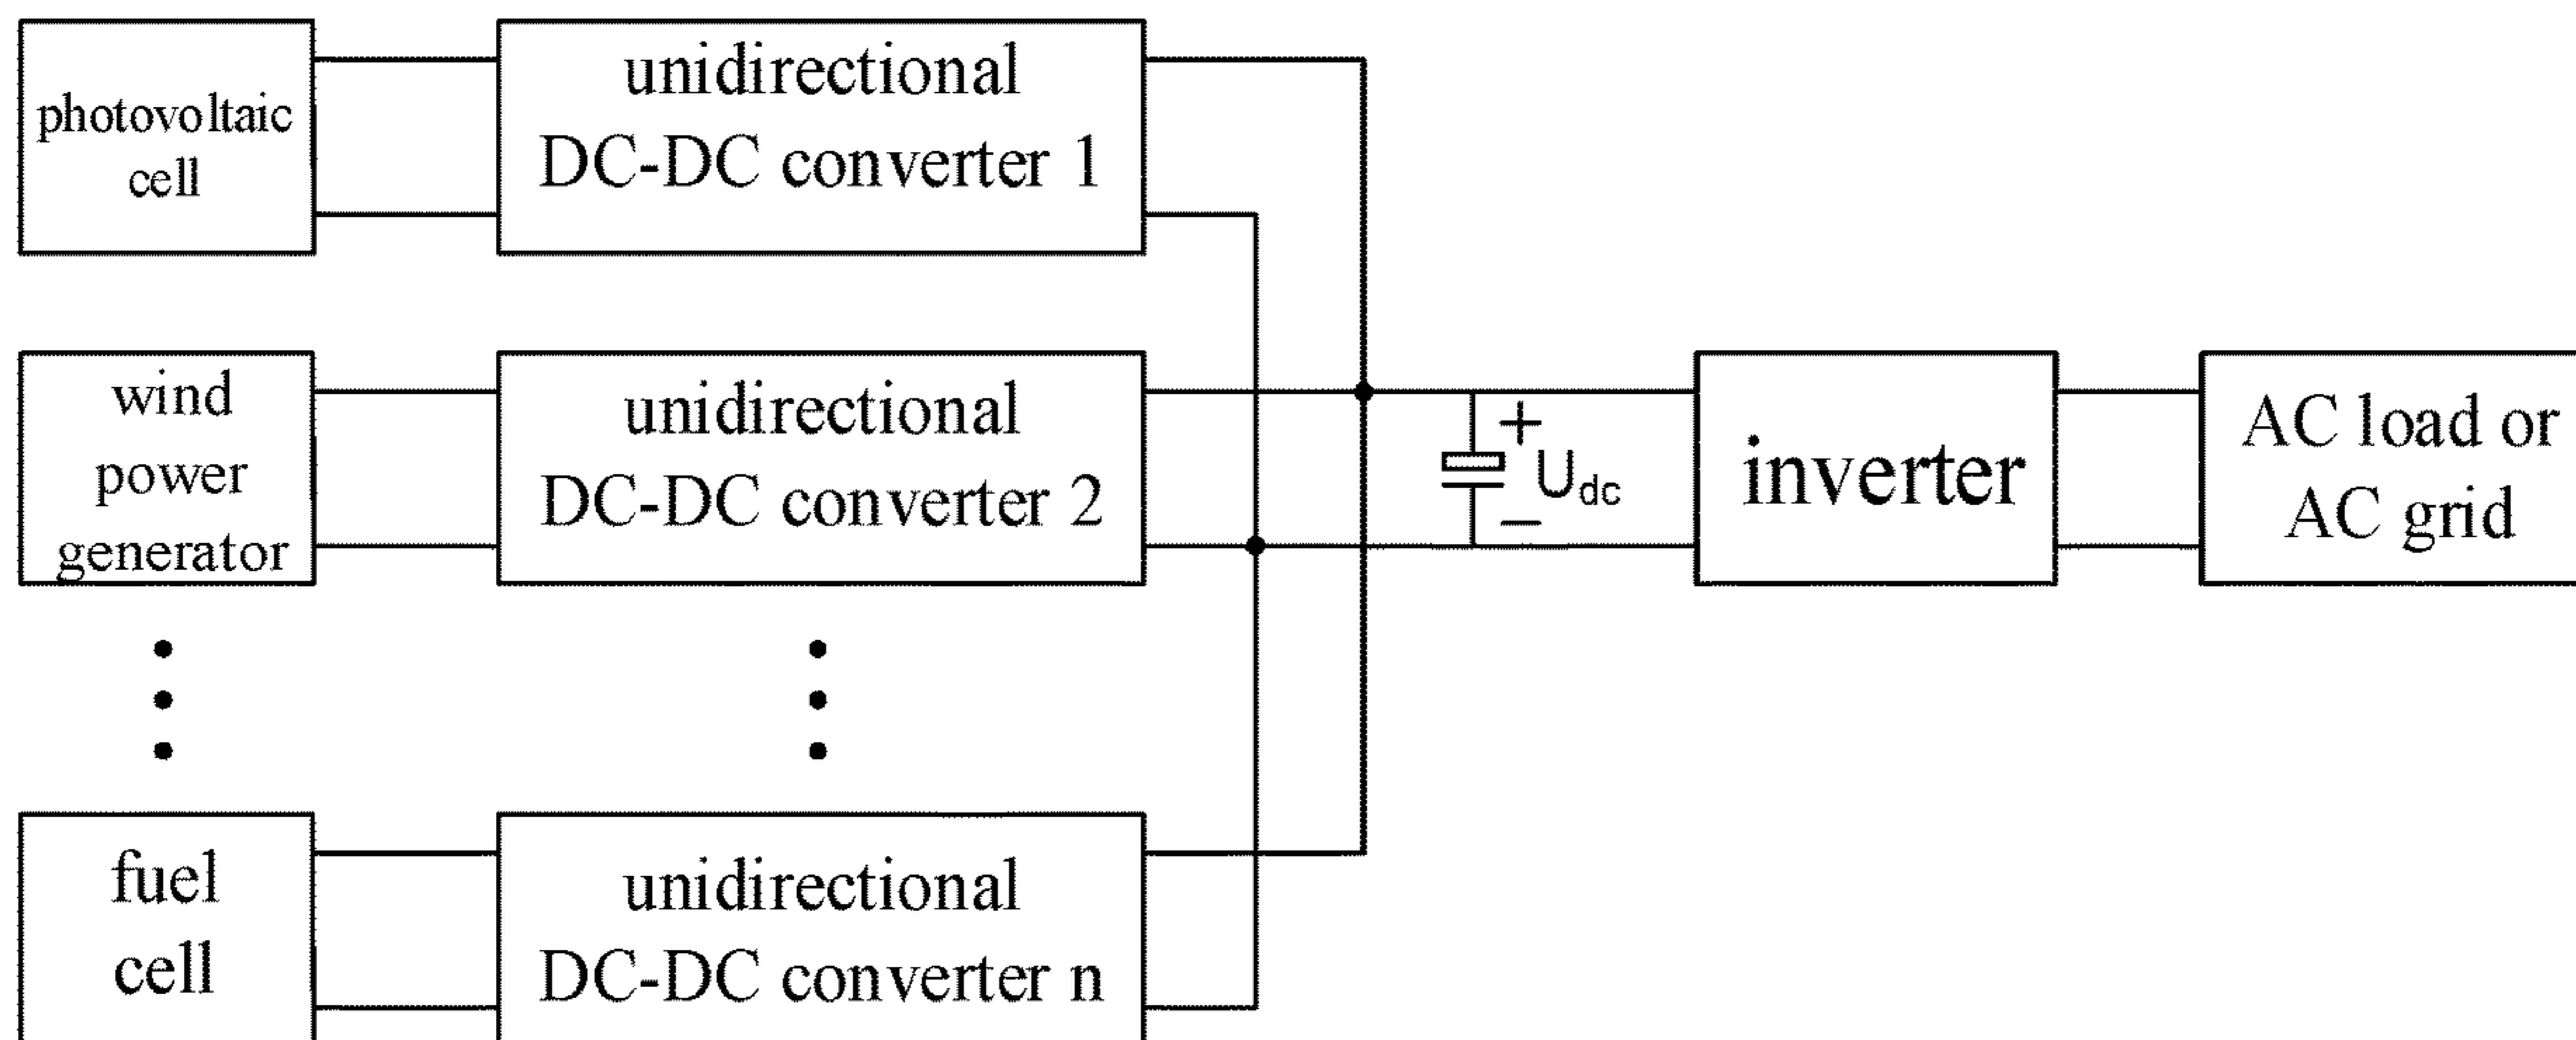 photovoltaic
cell
unidirectional
DC-DC converter 1
wind
power
generator
unidirectional
DC-DC converter 2
+
Udc
−
inverter
AC load or
AC grid
fuel
cell
unidirectional
DC-DC converter n